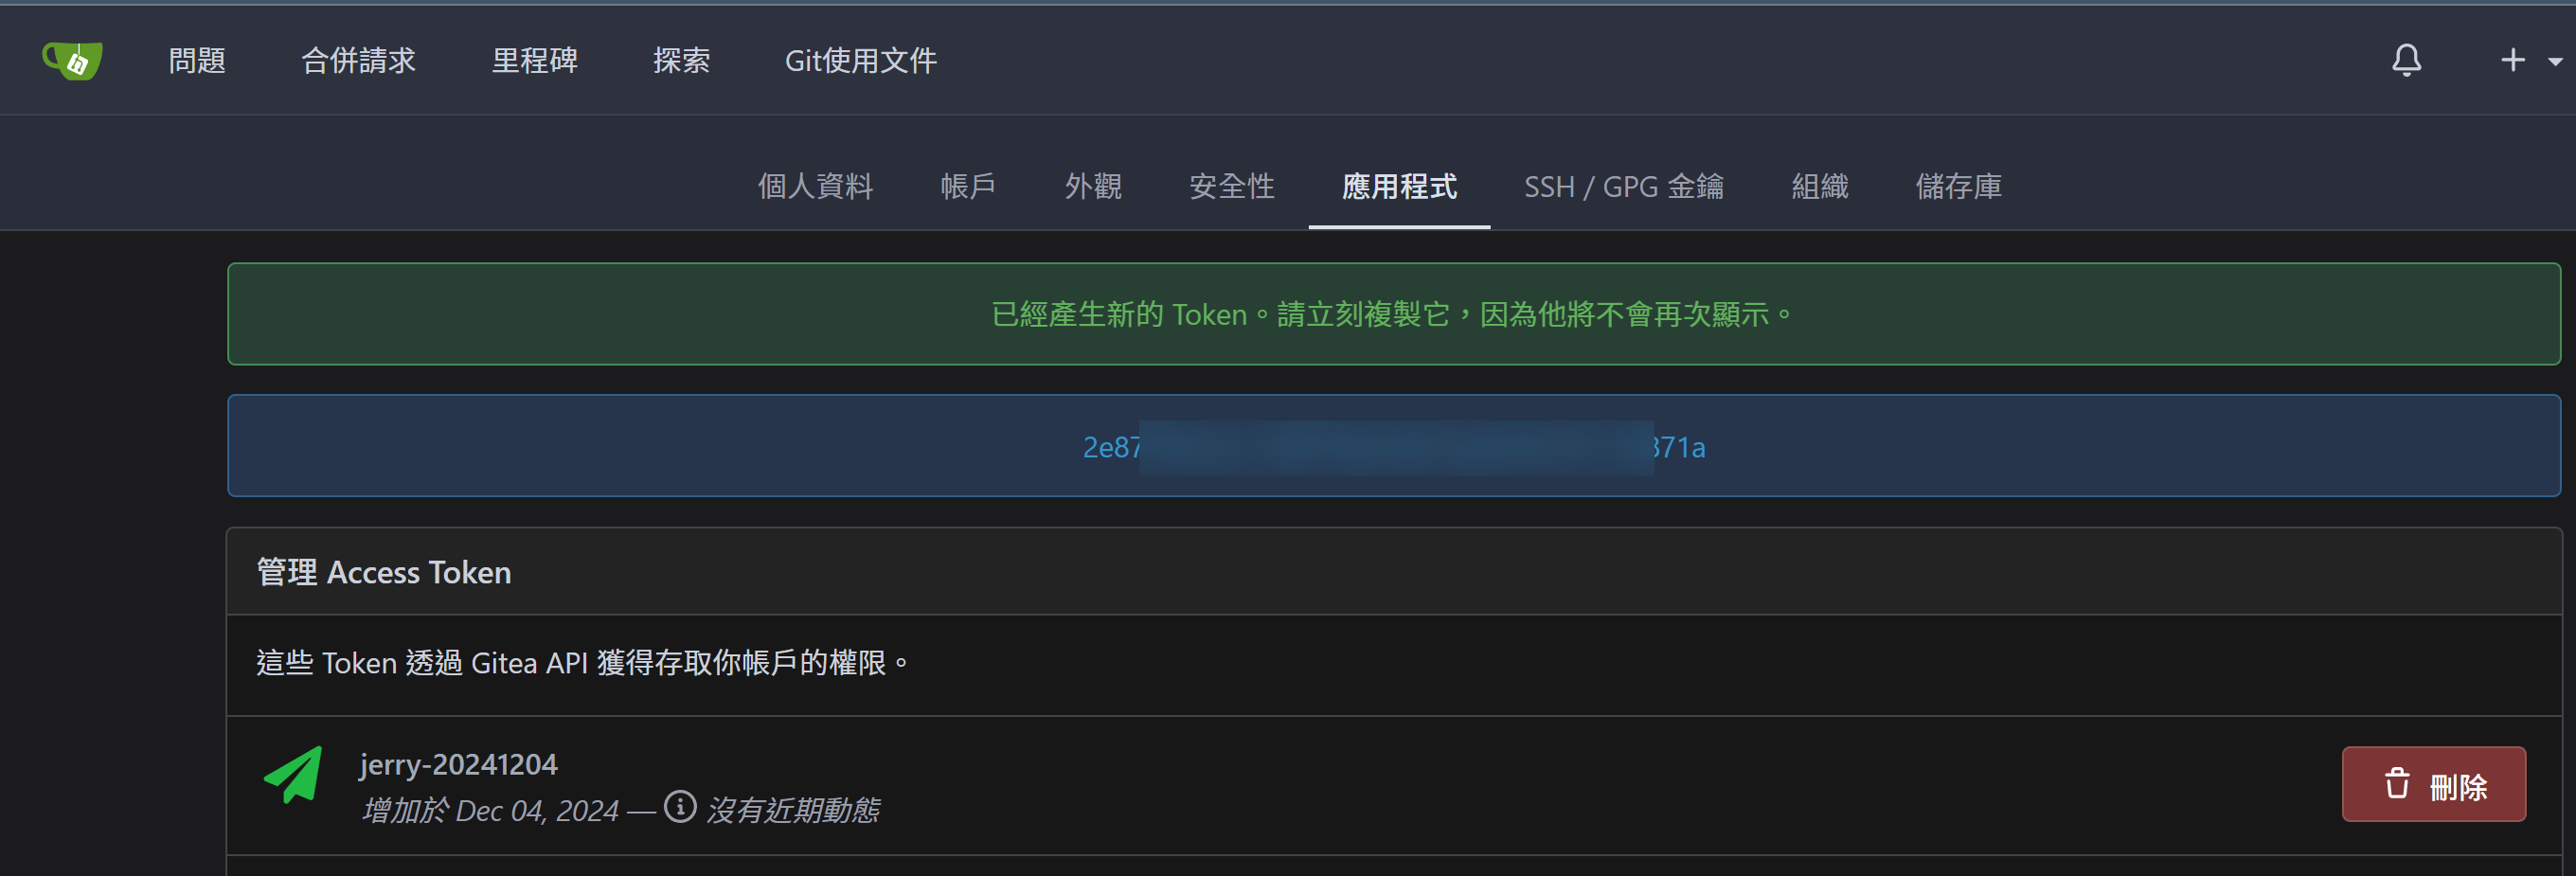 問題 合併請求 里程碑 探索 Git使用文件
個人資料 帳戶 外觀 安全性 應用程式 SSH / GPG 金鑰 組織 儲存庫
已經產生新的 Token。請立刻複製它，因為他將不會再次顯示。
2e87 871a
管理 Access Token
這些 Token 透過 Gitea API 獲得存取你帳戶的權限。
jerry-20241204
增加於 Dec 04, 2024 — 沒有近期動態
刪除